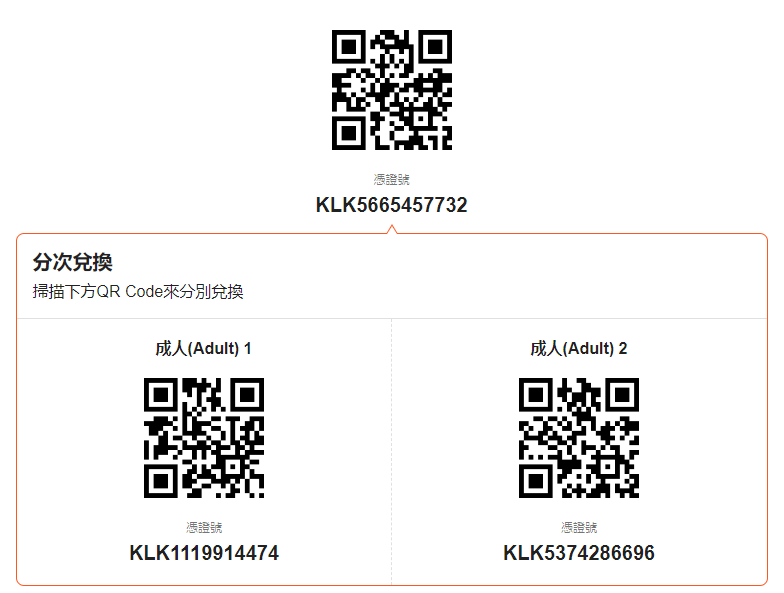 憑證號
KLK5665457732
分次兌換
掃描下方QR Code來分別兌換
成人(Adult) 1
成人(Adult) 2
憑證號
憑證號
KLK1119914474
KLK5374286696